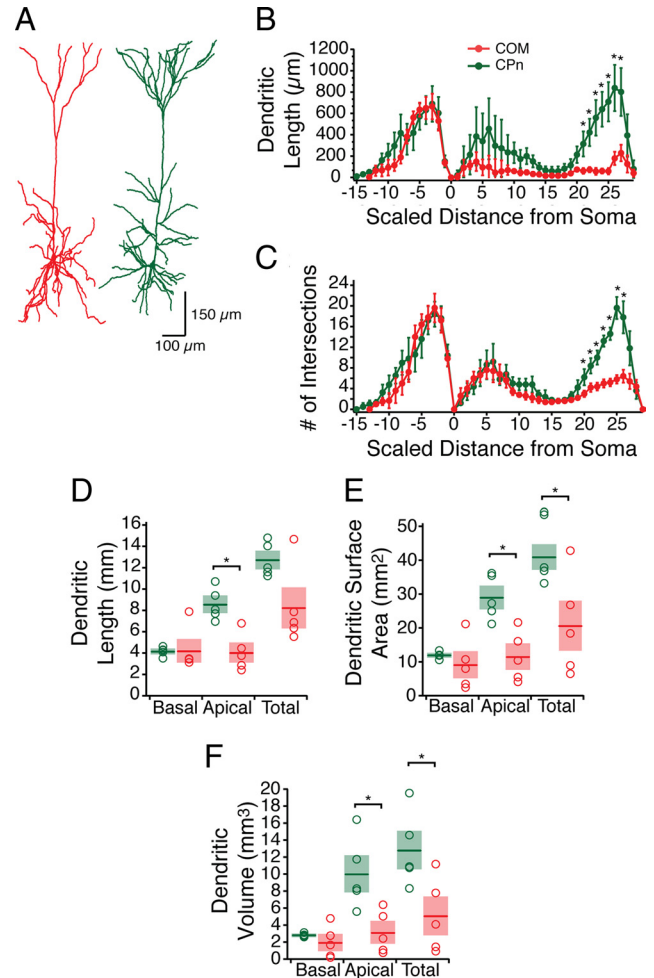 A
150 µm
100 µm
B
COM
CPn
Dendritic
Length (µm)
1200
1000
800
600
400
200
0
* * * * * * *
-15 -10 -5 0 5 10 15 20 25
Scaled Distance from Soma
C
# of Intersections
24
20
16
12
8
4
0
* * * * * * *
-15 -10 -5 0 5 10 15 20 25
Scaled Distance from Soma
D
Dendritic
Length (mm)
16
14
12
10
8
6
4
2
0
*
Basal Apical Total
E
Dendritic Surface
Area (mm2)
50
40
30
20
10
0
* *
Basal Apical Total
F
Dendritic
Volume (mm3)
20
18
16
14
12
10
8
6
4
2
0
* *
Basal Apical Total